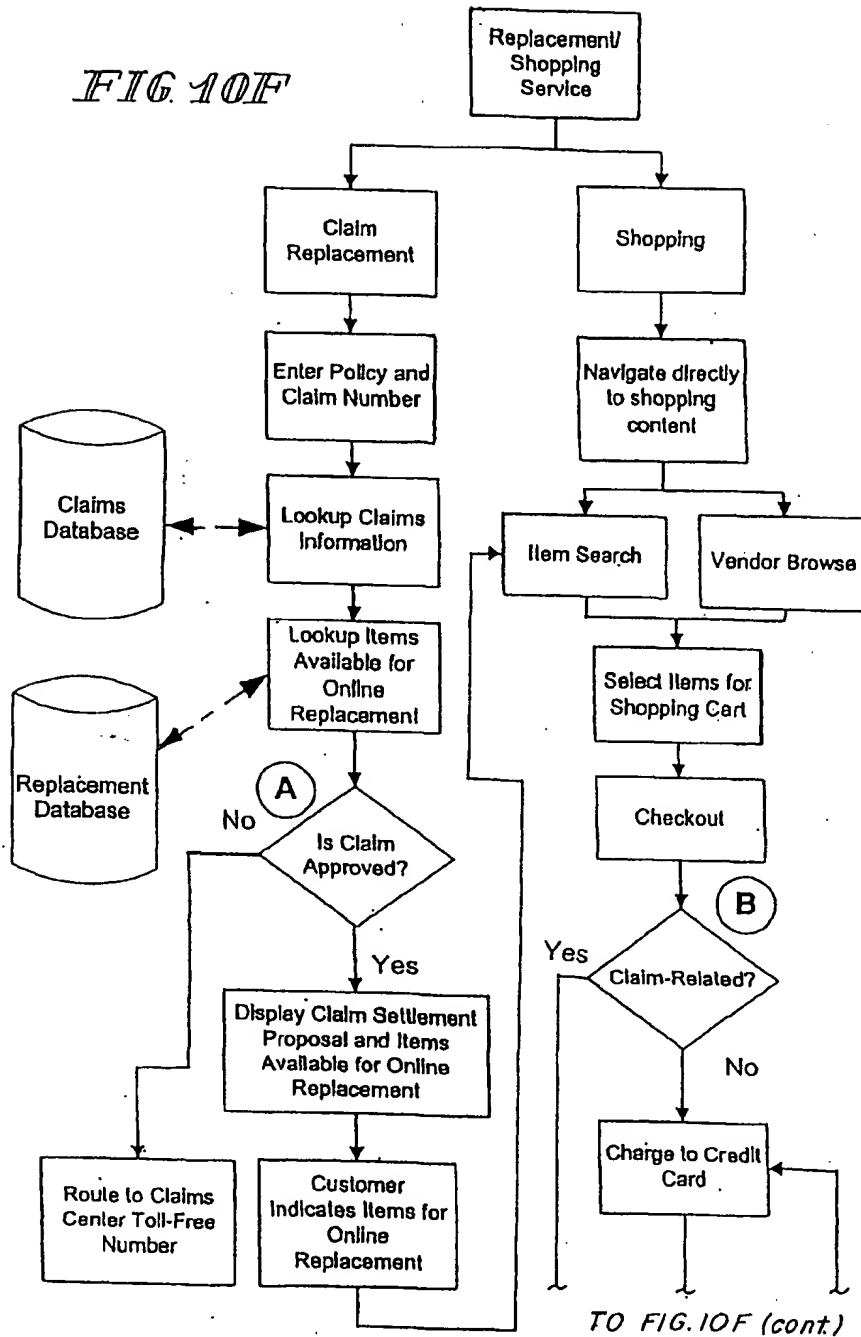 FIG. 10F
Replacement/
Shopping
Service
Claim
Replacement
Shopping
Enter Policy and
Claim Number
Navigate directly
to shopping
content
Claims
Database
Lookup Claims
Information
Item Search
Vendor Browse
Lookup Items
Available for
Online
Replacement
Select Items for
Shopping Cart
Replacement
Database
A
No
Is Claim
Approved?
Checkout
B
Yes
Yes
Claim-Related?
Display Claim Settlement
Proposal and Items
Available for Online
Replacement
No
Route to Claims
Center Toll-Free
Number
Customer
Indicates Items for
Online
Replacement
Charge to Credit
Card
TO FIG. 10F (cont.)